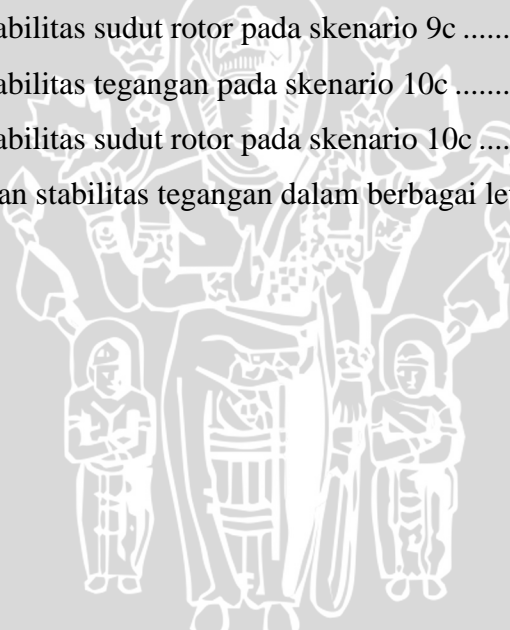 abilitas sudut rotor pada skenario 9c .......
abilitas tegangan pada skenario 10c .......
abilitas sudut rotor pada skenario 10c ....
an stabilitas tegangan dalam berbagai le